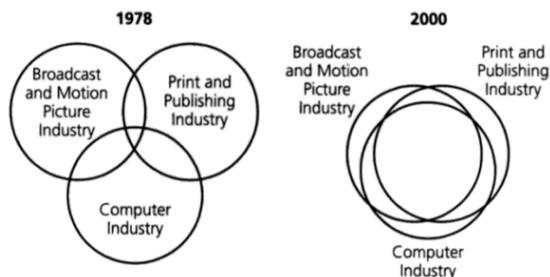 1978
Broadcast
and Motion
Picture
Industry
Print and
Publishing
Industry
Computer
Industry
2000
Broadcast
and Motion
Picture
Industry
Print and
Publishing
Industry
Computer
Industry